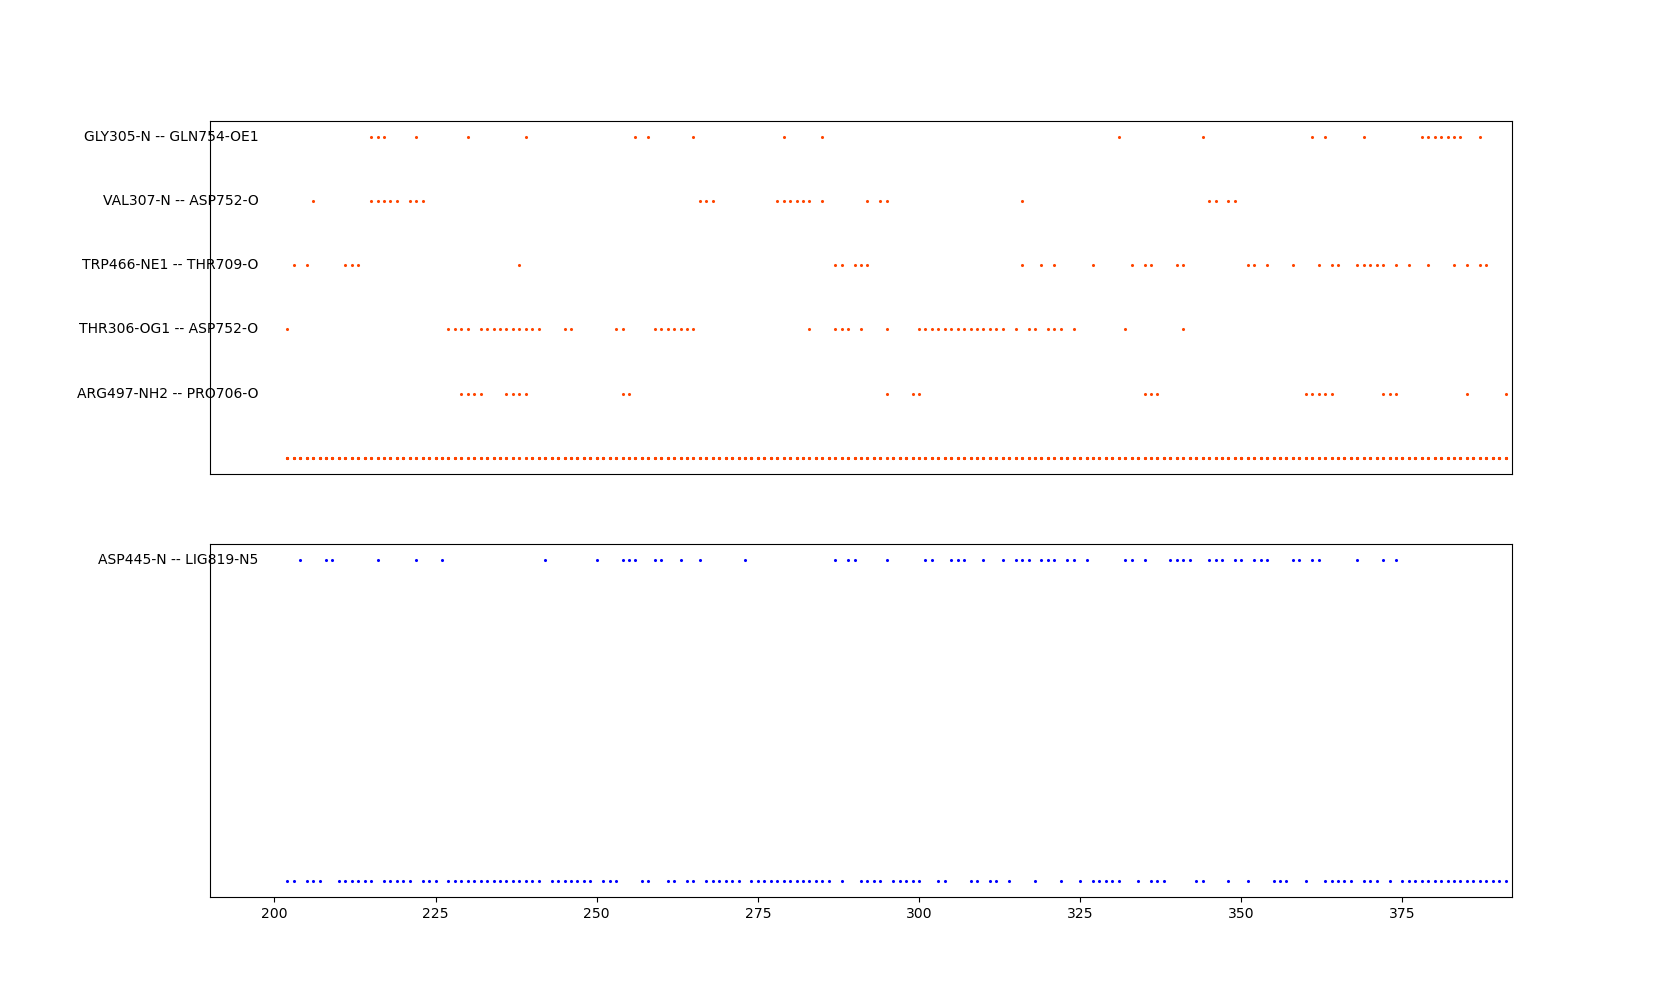 GLY305-N -- GLN754-OE1
VAL307-N -- ASP752-O
TRP466-NE1 -- THR709-O
THR306-OG1 -- ASP752-O
ARG497-NH2 -- PRO706-O
ASP445-N -- LIG819-N5
200 225 250 275 300 325 350 375